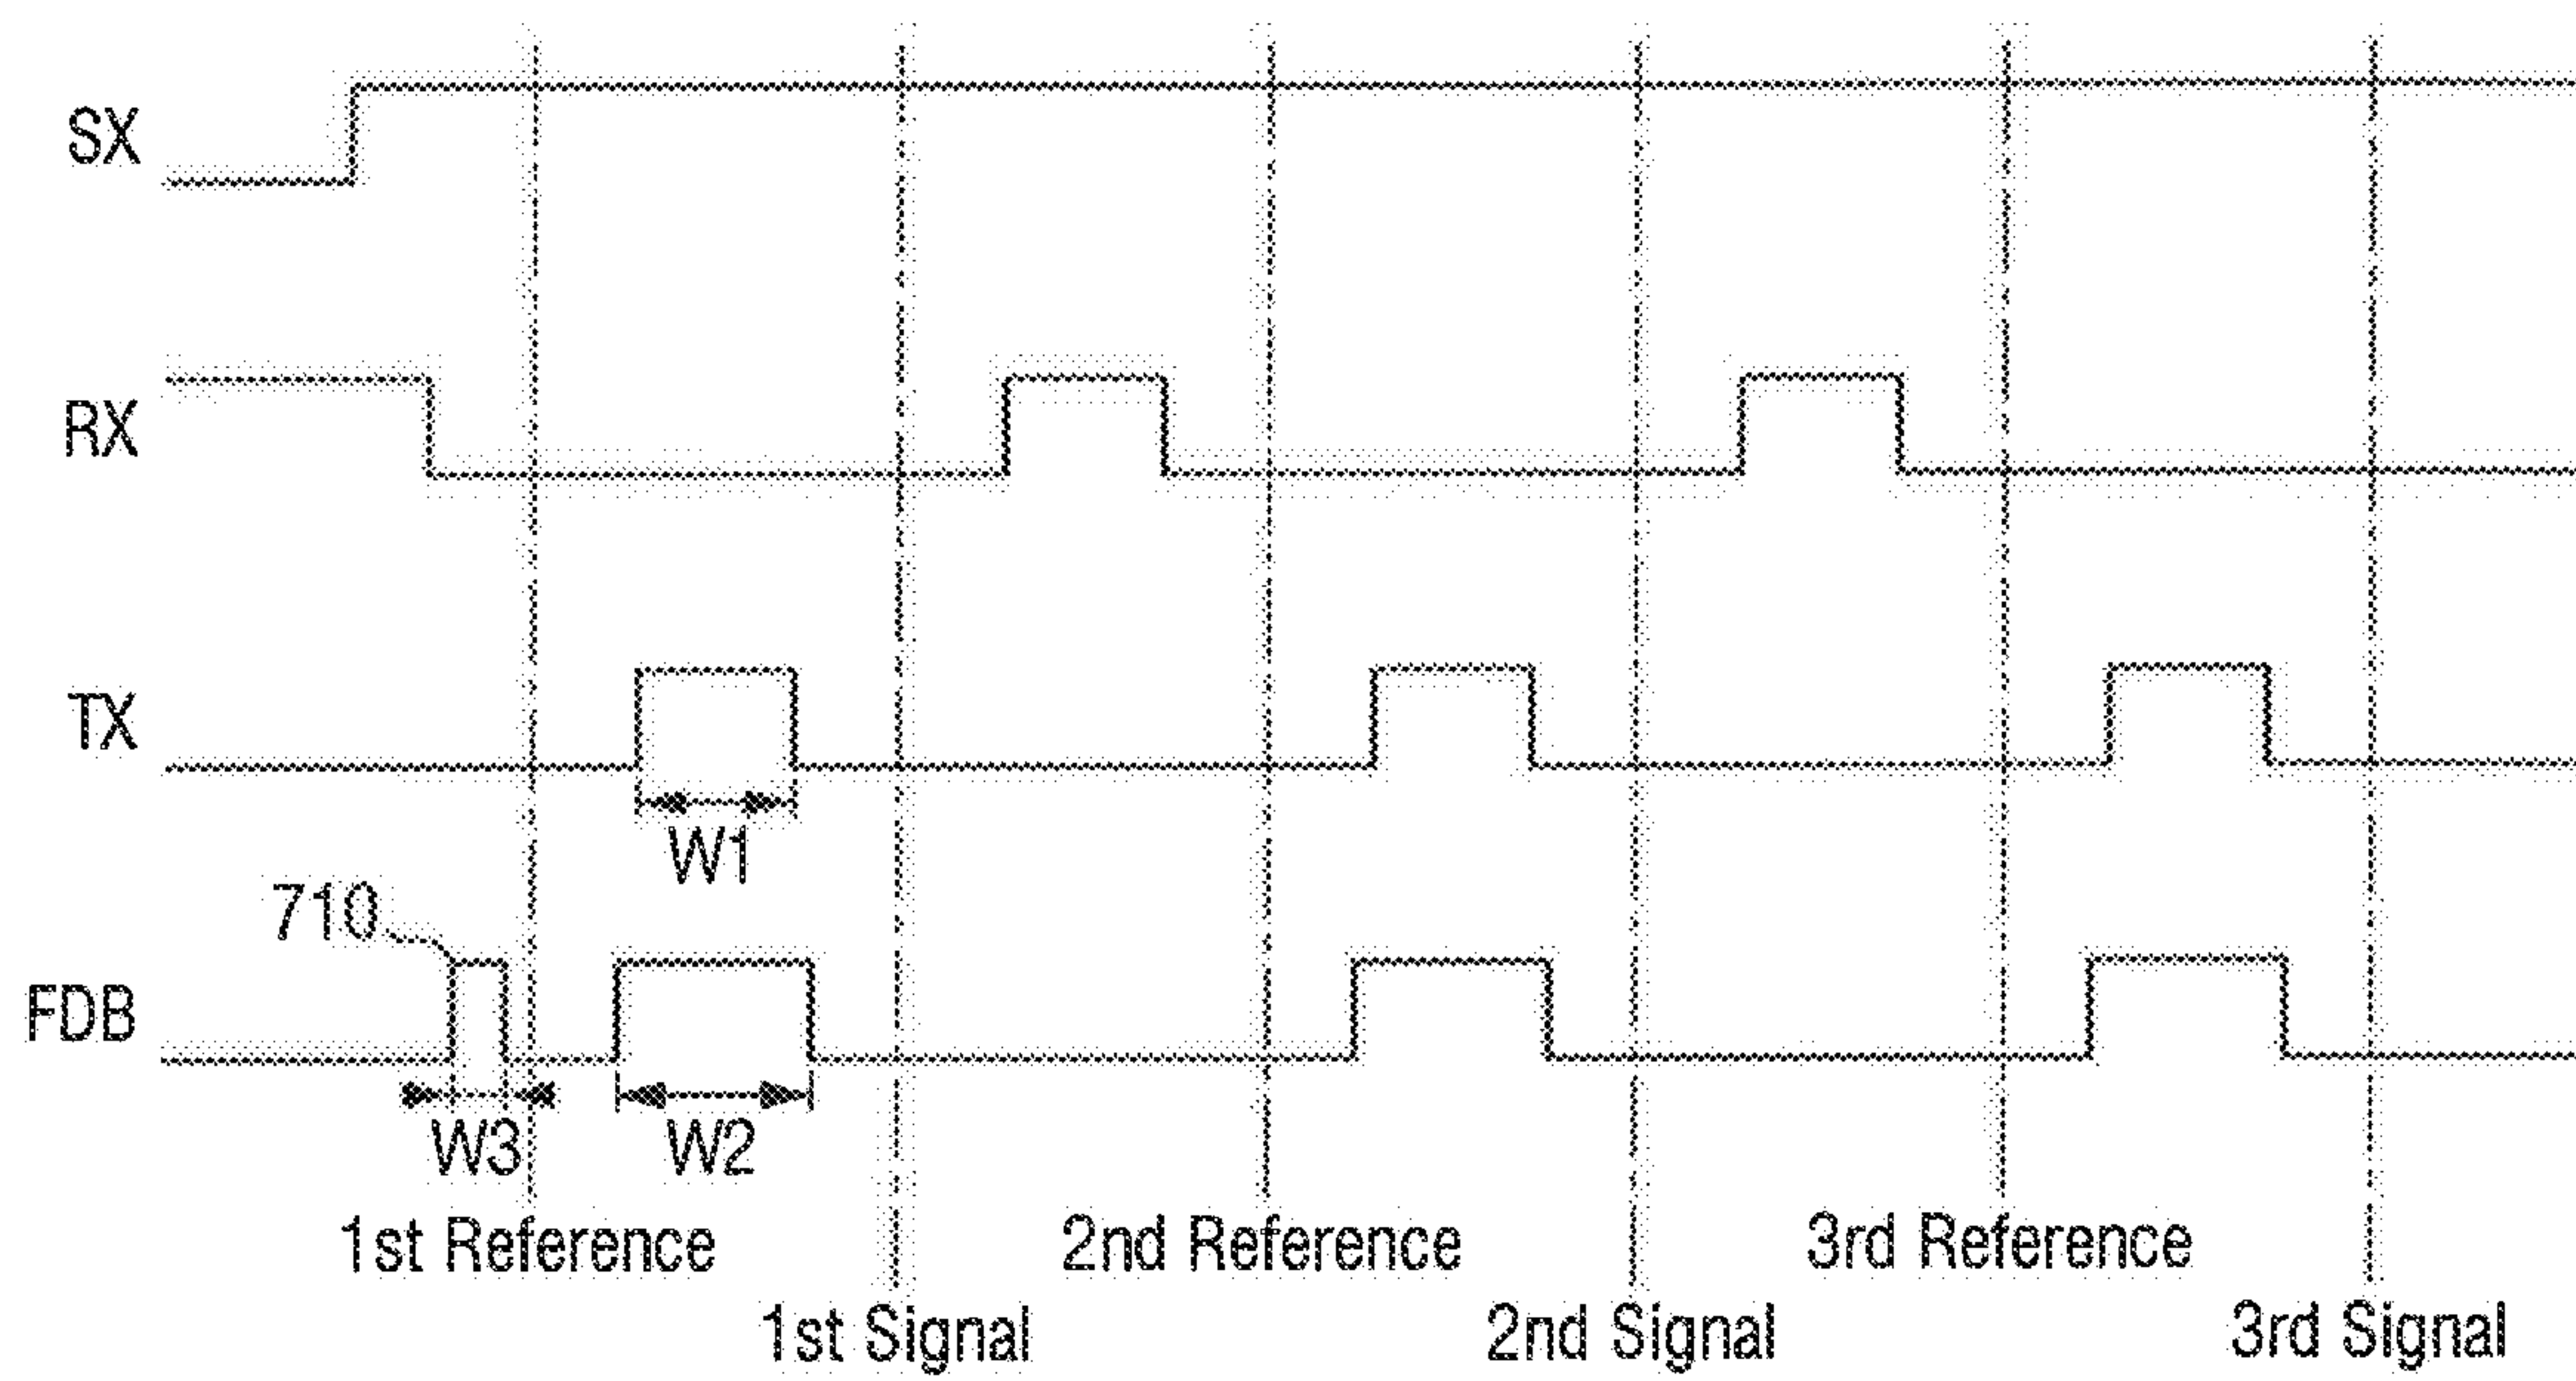 SX
RX
TX
W1
710
FDB
W3
W2
1st Reference
2nd Reference
3rd Reference
1st Signal
2nd Signal
3rd Signal